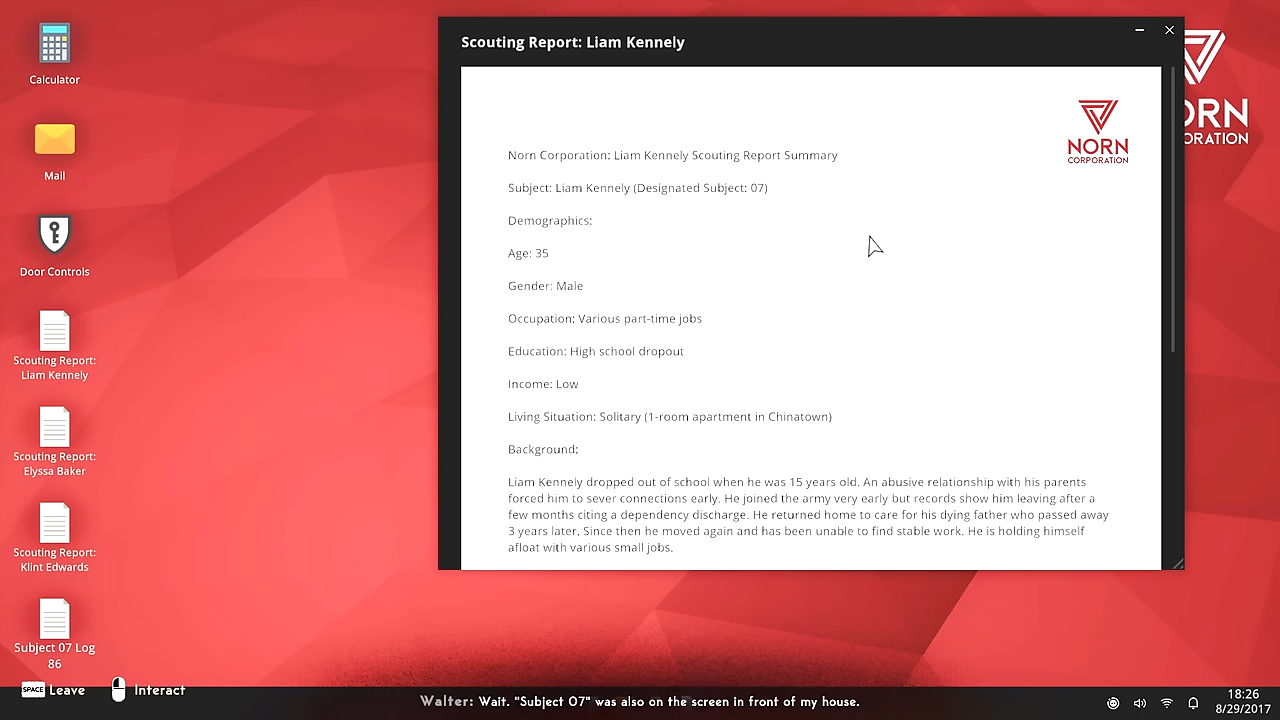 Calculator
Mail
Door Controls
Scouting Report:
Liam Kennely
Scouting Report:
Elyssa Baker
Scouting Report:
Klint Edwards
Subject 07 Log
86
Scouting Report: Liam Kennely
NORN
CORPORATION
Norn Corporation: Liam Kennely Scouting Report Summary
Subject: Liam Kennely (Designated Subject: 07)
Demographics:
Age: 35
Gender: Male
Occupation: Various part-time jobs
Education: High school dropout
Income: Low
Living Situation: Solitary (1-room apartment in Chinatown)
Background:
Liam Kennely dropped out of school when he was 15 years old. An abusive relationship with his parents
forced him to sever connections early. He joined the army very early but records show him leaving after a
few months citing a dependency discharge. He returned home to care for his dying father who passed away
3 years later. Since then he moved again and has been unable to find stable work. He is holding himself
afloat with various small jobs.
ORN
ORATION
SPACE Leave
Interact
Walter: Wait. "Subject 07" was also on the screen in front of my house.
18:26
8/29/2017